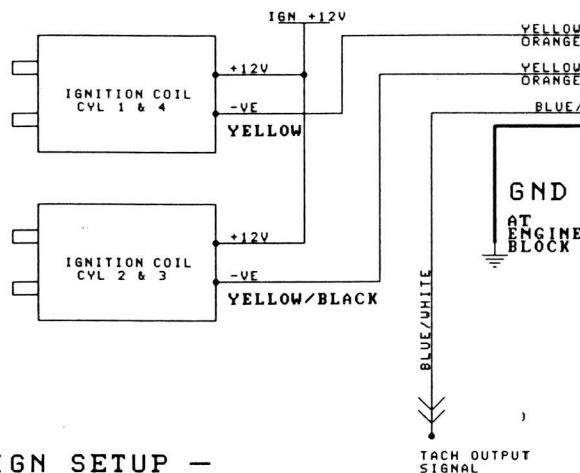 IGN +12V
YELLOW
ORANGE
+12V
YELLOW
ORANGE
IGNITION COIL
CYL 1 & 4
-VE
YELLOW
BLUE/
GND
AT
ENGINE
BLOCK
+12V
IGNITION COIL
CYL 2 & 3
-VE
YELLOW/BLACK
BLUE/WHITE
IGN SETUP —
TACH OUTPUT
SIGNAL